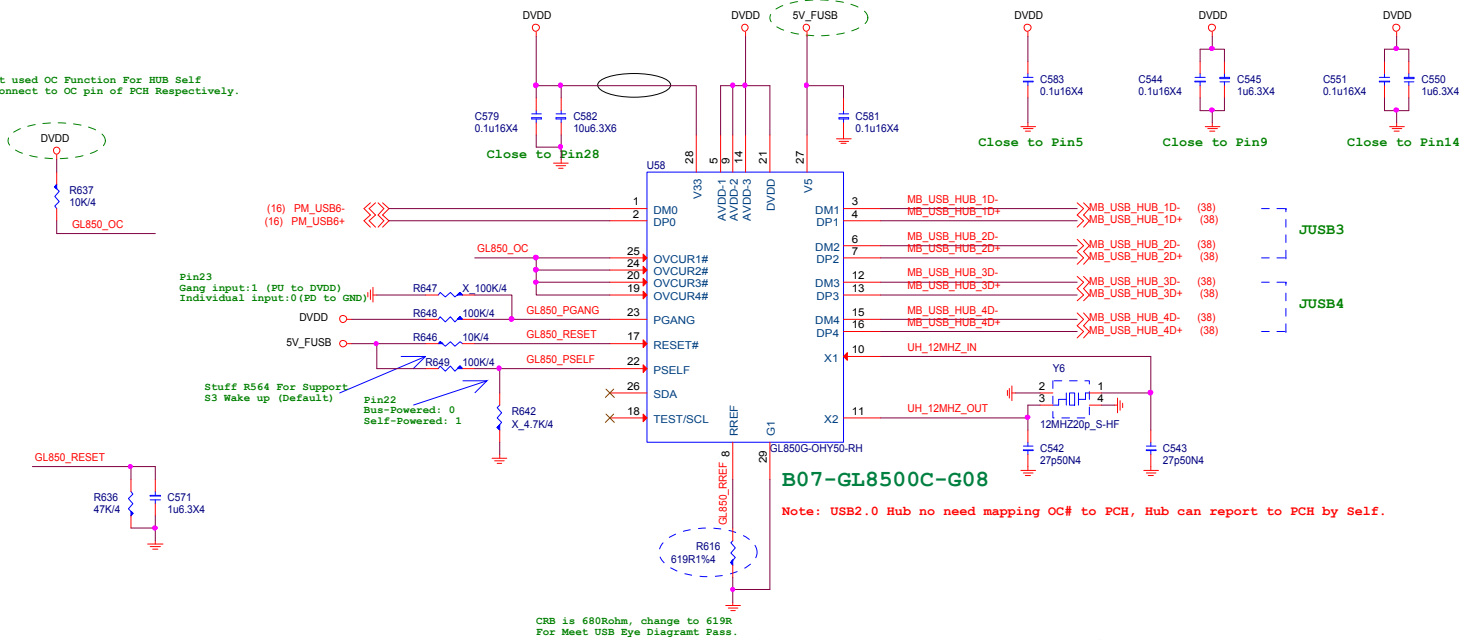 DVDD
DVDD
5V_FUSB
DVDD
DVDD
DVDD
t used OC Function For HUB Self
onnect to OC pin of PCH Respectively.
C579
0.1u16X4
C582
10u6.3X6
Close to Pin28
C581
0.1u16X4
C583
0.1u16X4
Close to Pin5
C544
0.1u16X4
C545
1u6.3X4
Close to Pin9
C551
0.1u16X4
C550
1u6.3X4
Close to Pin14
DVDD
R637
10K/4
GL850_OC
U58
28
5
9
14
21
27
V33
AVDD-1
AVDD-2
AVDD-3
DVDD
V5
(16) PM_USB6-
1
DM0
(16) PM_USB6+
2
DP0
GL850_OC
25
OVCUR1#
24
OVCUR2#
20
OVCUR3#
19
OVCUR4#
Pin23
Gang input:1 (PU to DVDD)
Individual input:0(PD to GND)
R647
X_100K/4
DVDD
R648
100K/4
GL850_PGANG
23
PGANG
5V_FUSB
R646
10K/4
GL850_RESET
17
RESET#
R649
100K/4
GL850_PSELF
22
PSELF
26
SDA
18
TEST/SCL
Stuff R564 For Support
S3 Wake up (Default)
Pin22
Bus-Powered: 0
Self-Powered: 1
R642
X_4.7K/4
DM1
3
MB_USB_HUB_1D-
MB_USB_HUB_1D-
(38)
DP1
4
MB_USB_HUB_1D+
MB_USB_HUB_1D+
(38)
DM2
6
MB_USB_HUB_2D-
MB_USB_HUB_2D-
(38)
DP2
7
MB_USB_HUB_2D+
MB_USB_HUB_2D+
(38)
JUSB3
DM3
12
MB_USB_HUB_3D-
MB_USB_HUB_3D-
(38)
DP3
13
MB_USB_HUB_3D+
MB_USB_HUB_3D+
(38)
DM4
15
MB_USB_HUB_4D-
MB_USB_HUB_4D-
(38)
DP4
16
MB_USB_HUB_4D+
MB_USB_HUB_4D+
(38)
JUSB4
X1
10
UH_12MHZ_IN
X2
11
UH_12MHZ_OUT
Y6
2
1
3
4
12MHZ20p_S-HF
C542
27p50N4
C543
27p50N4
RREF
G1
8
29
GL850G-OHY50-RH
B07-GL8500C-G08
Note: USB2.0 Hub no need mapping OC# to PCH, Hub can report to PCH by Self.
GL850_RESET
R636
47K/4
C571
1u6.3X4
GL850_RREF
R616
619R1%4
CRB is 680Rohm, change to 619R
For Meet USB Eye Diagramt Pass.